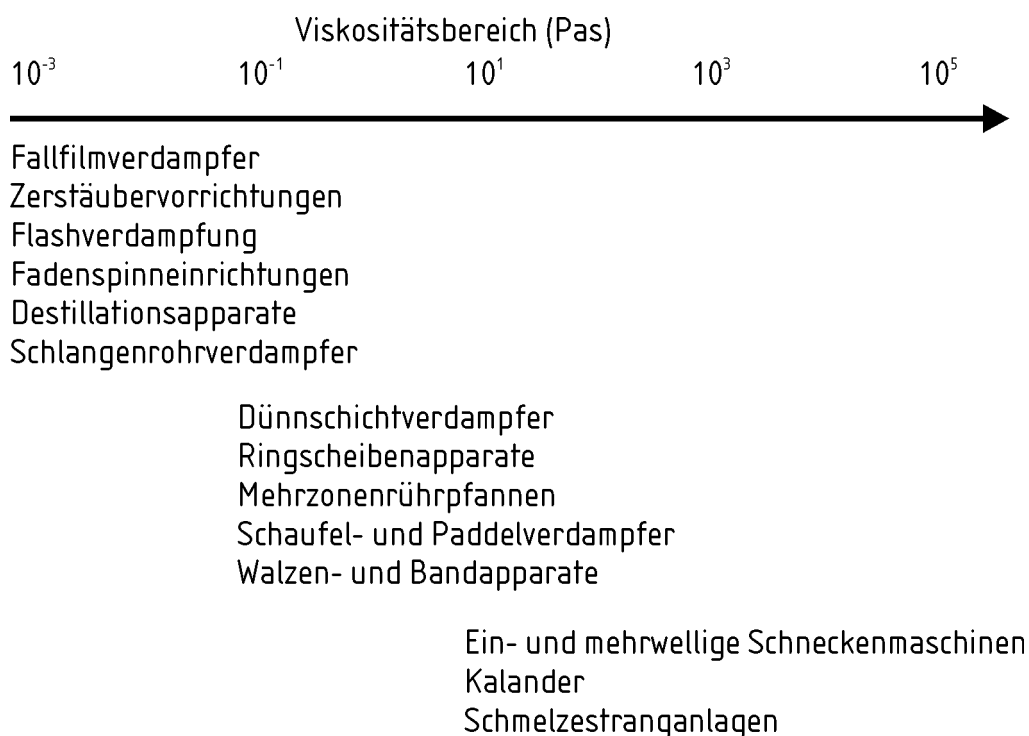 Viskositätsbereich (Pas)
10⁻³ 10⁻¹ 10¹ 10³ 10⁵
Fallfilmverdampfer
Zerstäubervorrichtungen
Flashverdampfung
Fadenspinneinrichtungen
Destillationsapparate
Schlangenrohrverdampfer
Dünnschichtverdampfer
Ringscheibenapparate
Mehrzonenrührpfannen
Schaufel- und Paddelverdampfer
Walzen- und Bandapparate
Ein- und mehrwellige Schneckenmaschinen
Kalander
Schmelzestranganlagen